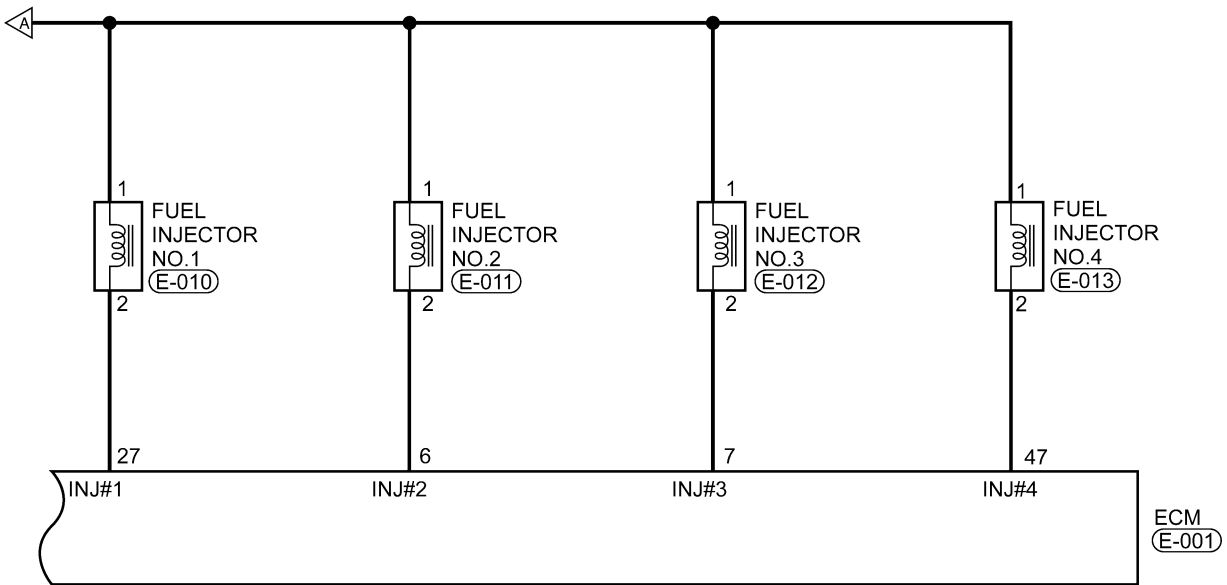 A
1
FUEL
INJECTOR
NO.1
E-010
2
1
FUEL
INJECTOR
NO.2
E-011
2
1
FUEL
INJECTOR
NO.3
E-012
2
1
FUEL
INJECTOR
NO.4
E-013
2
27
6
7
47
INJ#1
INJ#2
INJ#3
INJ#4
ECM
E-001